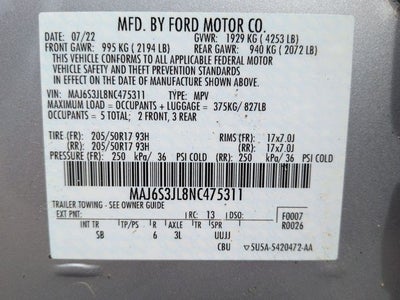 MFD. BY FORD MOTOR CO.
DATE: 07/22 GVWR: 1929 KG ( 4253 LB)
FRONT GAWR: 995 KG ( 2194 LB) REAR GAWR: 940 KG ( 2072 LB)
THIS VEHICLE CONFORMS TO ALL APPLICABLE FEDERAL MOTOR
VEHICLE SAFETY AND THEFT PREVENTION STANDARDS
IN EFFECT ON THE DATE OF MANUFACTURE SHOWN ABOVE.
VIN: MAJ6S3JL8NC475311 TYPE: MPV
MAXIMUM LOAD = OCCUPANTS + LUGGAGE = 375KG/ 827LB
OCCUPANTS = 5 TOTAL; 2 FRONT, 3 REAR
TIRE (FR): 205/50R17 93H RIMS (FR): 17x7.0J
(RR): 205/50R17 93H (RR): 17x7.0J
PRESSURE (FR): 250 kPa/ 36 PSI COLD (RR): 250 kPa/ 36 PSI COLD
MAJ6S3JL8NC475311
TRAILER TOWING - SEE OWNER GUIDE
EXT PNT: RC: 13 DSO: F0007
R0026
INT TR TP/PS R AXLE TR SPR
SB 6 3L UUJJ
CBU SU5A-5420472-AA